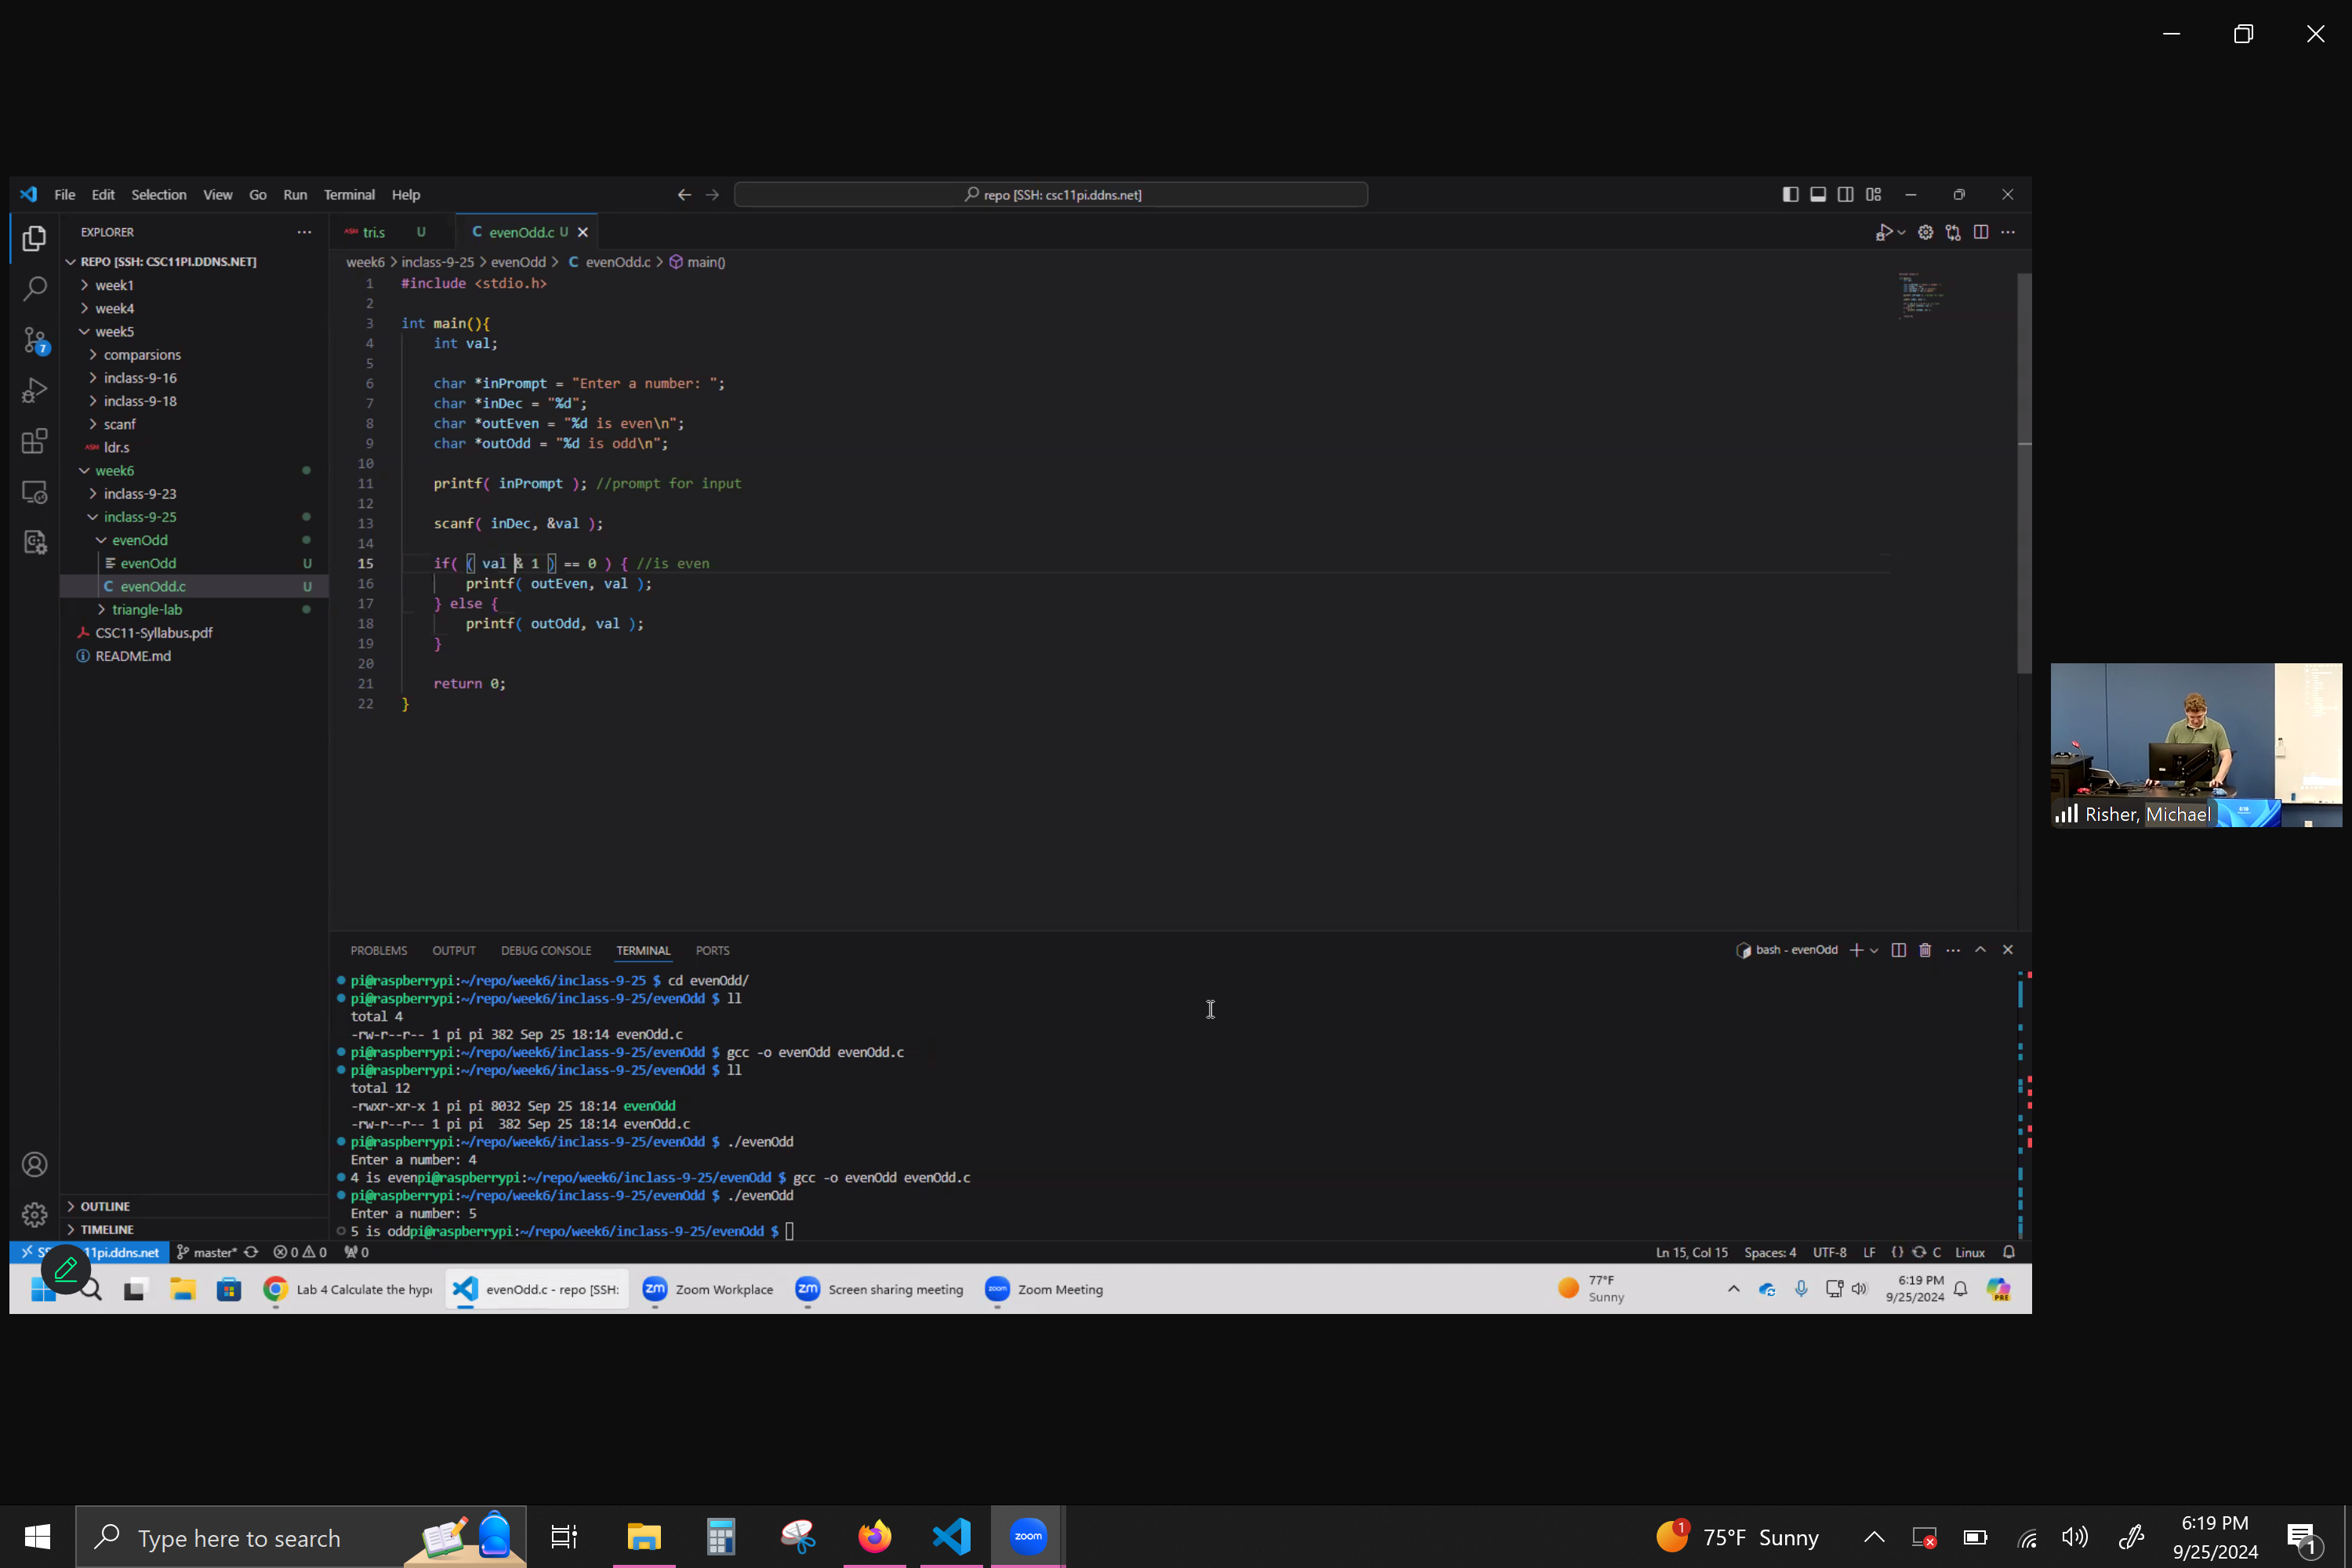 File Edit Selection View Go Run Terminal Help
repo [SSH: csc11pi.ddns.net]
EXPLORER
REPO [SSH: CSC11PI.DDNS.NET]
week1
week4
week5
comparsions
inclass-9-16
inclass-9-18
scanf
ASM ldr.s
week6
inclass-9-23
inclass-9-25
evenOdd
evenOdd U
C evenOdd.c U
triangle-lab
CSC11-Syllabus.pdf
README.md
OUTLINE
TIMELINE
7
ASM tri.s U
C evenOdd.c U
week6 > inclass-9-25 > evenOdd > C evenOdd.c > main()
1 #include <stdio.h>
2
3 int main(){
4 int val;
5
6 char *inPrompt = "Enter a number: ";
7 char *inDec = "%d";
8 char *outEven = "%d is even\n";
9 char *outOdd = "%d is odd\n";
10
11 printf( inPrompt ); //prompt for input
12
13 scanf( inDec, &val );
14
15 if( ( val & 1 ) == 0 ) { //is even
16 printf( outEven, val );
17 } else {
18 printf( outOdd, val );
19 }
20
21 return 0;
22 }
PROBLEMS OUTPUT DEBUG CONSOLE TERMINAL PORTS
bash - evenOdd
pi@raspberrypi:~/repo/week6/inclass-9-25 $ cd evenOdd/
pi@raspberrypi:~/repo/week6/inclass-9-25/evenOdd $ ll
total 4
-rw-r--r-- 1 pi pi 382 Sep 25 18:14 evenOdd.c
pi@raspberrypi:~/repo/week6/inclass-9-25/evenOdd $ gcc -o evenOdd evenOdd.c
pi@raspberrypi:~/repo/week6/inclass-9-25/evenOdd $ ll
total 12
-rwxr-xr-x 1 pi pi 8032 Sep 25 18:14 evenOdd
-rw-r--r-- 1 pi pi  382 Sep 25 18:14 evenOdd.c
pi@raspberrypi:~/repo/week6/inclass-9-25/evenOdd $ ./evenOdd
Enter a number: 4
4 is evenpi@raspberrypi:~/repo/week6/inclass-9-25/evenOdd $ gcc -o evenOdd evenOdd.c
pi@raspberrypi:~/repo/week6/inclass-9-25/evenOdd $ ./evenOdd
Enter a number: 5
5 is oddpi@raspberrypi:~/repo/week6/inclass-9-25/evenOdd $
11pi.ddns.net master* 0 0 0
Ln 15, Col 15 Spaces: 4 UTF-8 LF {} C Linux
Lab 4 Calculate the hyp
evenOdd.c - repo [SSH:
zm Zoom Workplace
zm Screen sharing meeting
zoom Zoom Meeting
77°F
Sunny
6:19 PM
9/25/2024
PRE
Risher, Michael
Type here to search
zoom
1
75°F Sunny
6:19 PM
9/25/2024
1